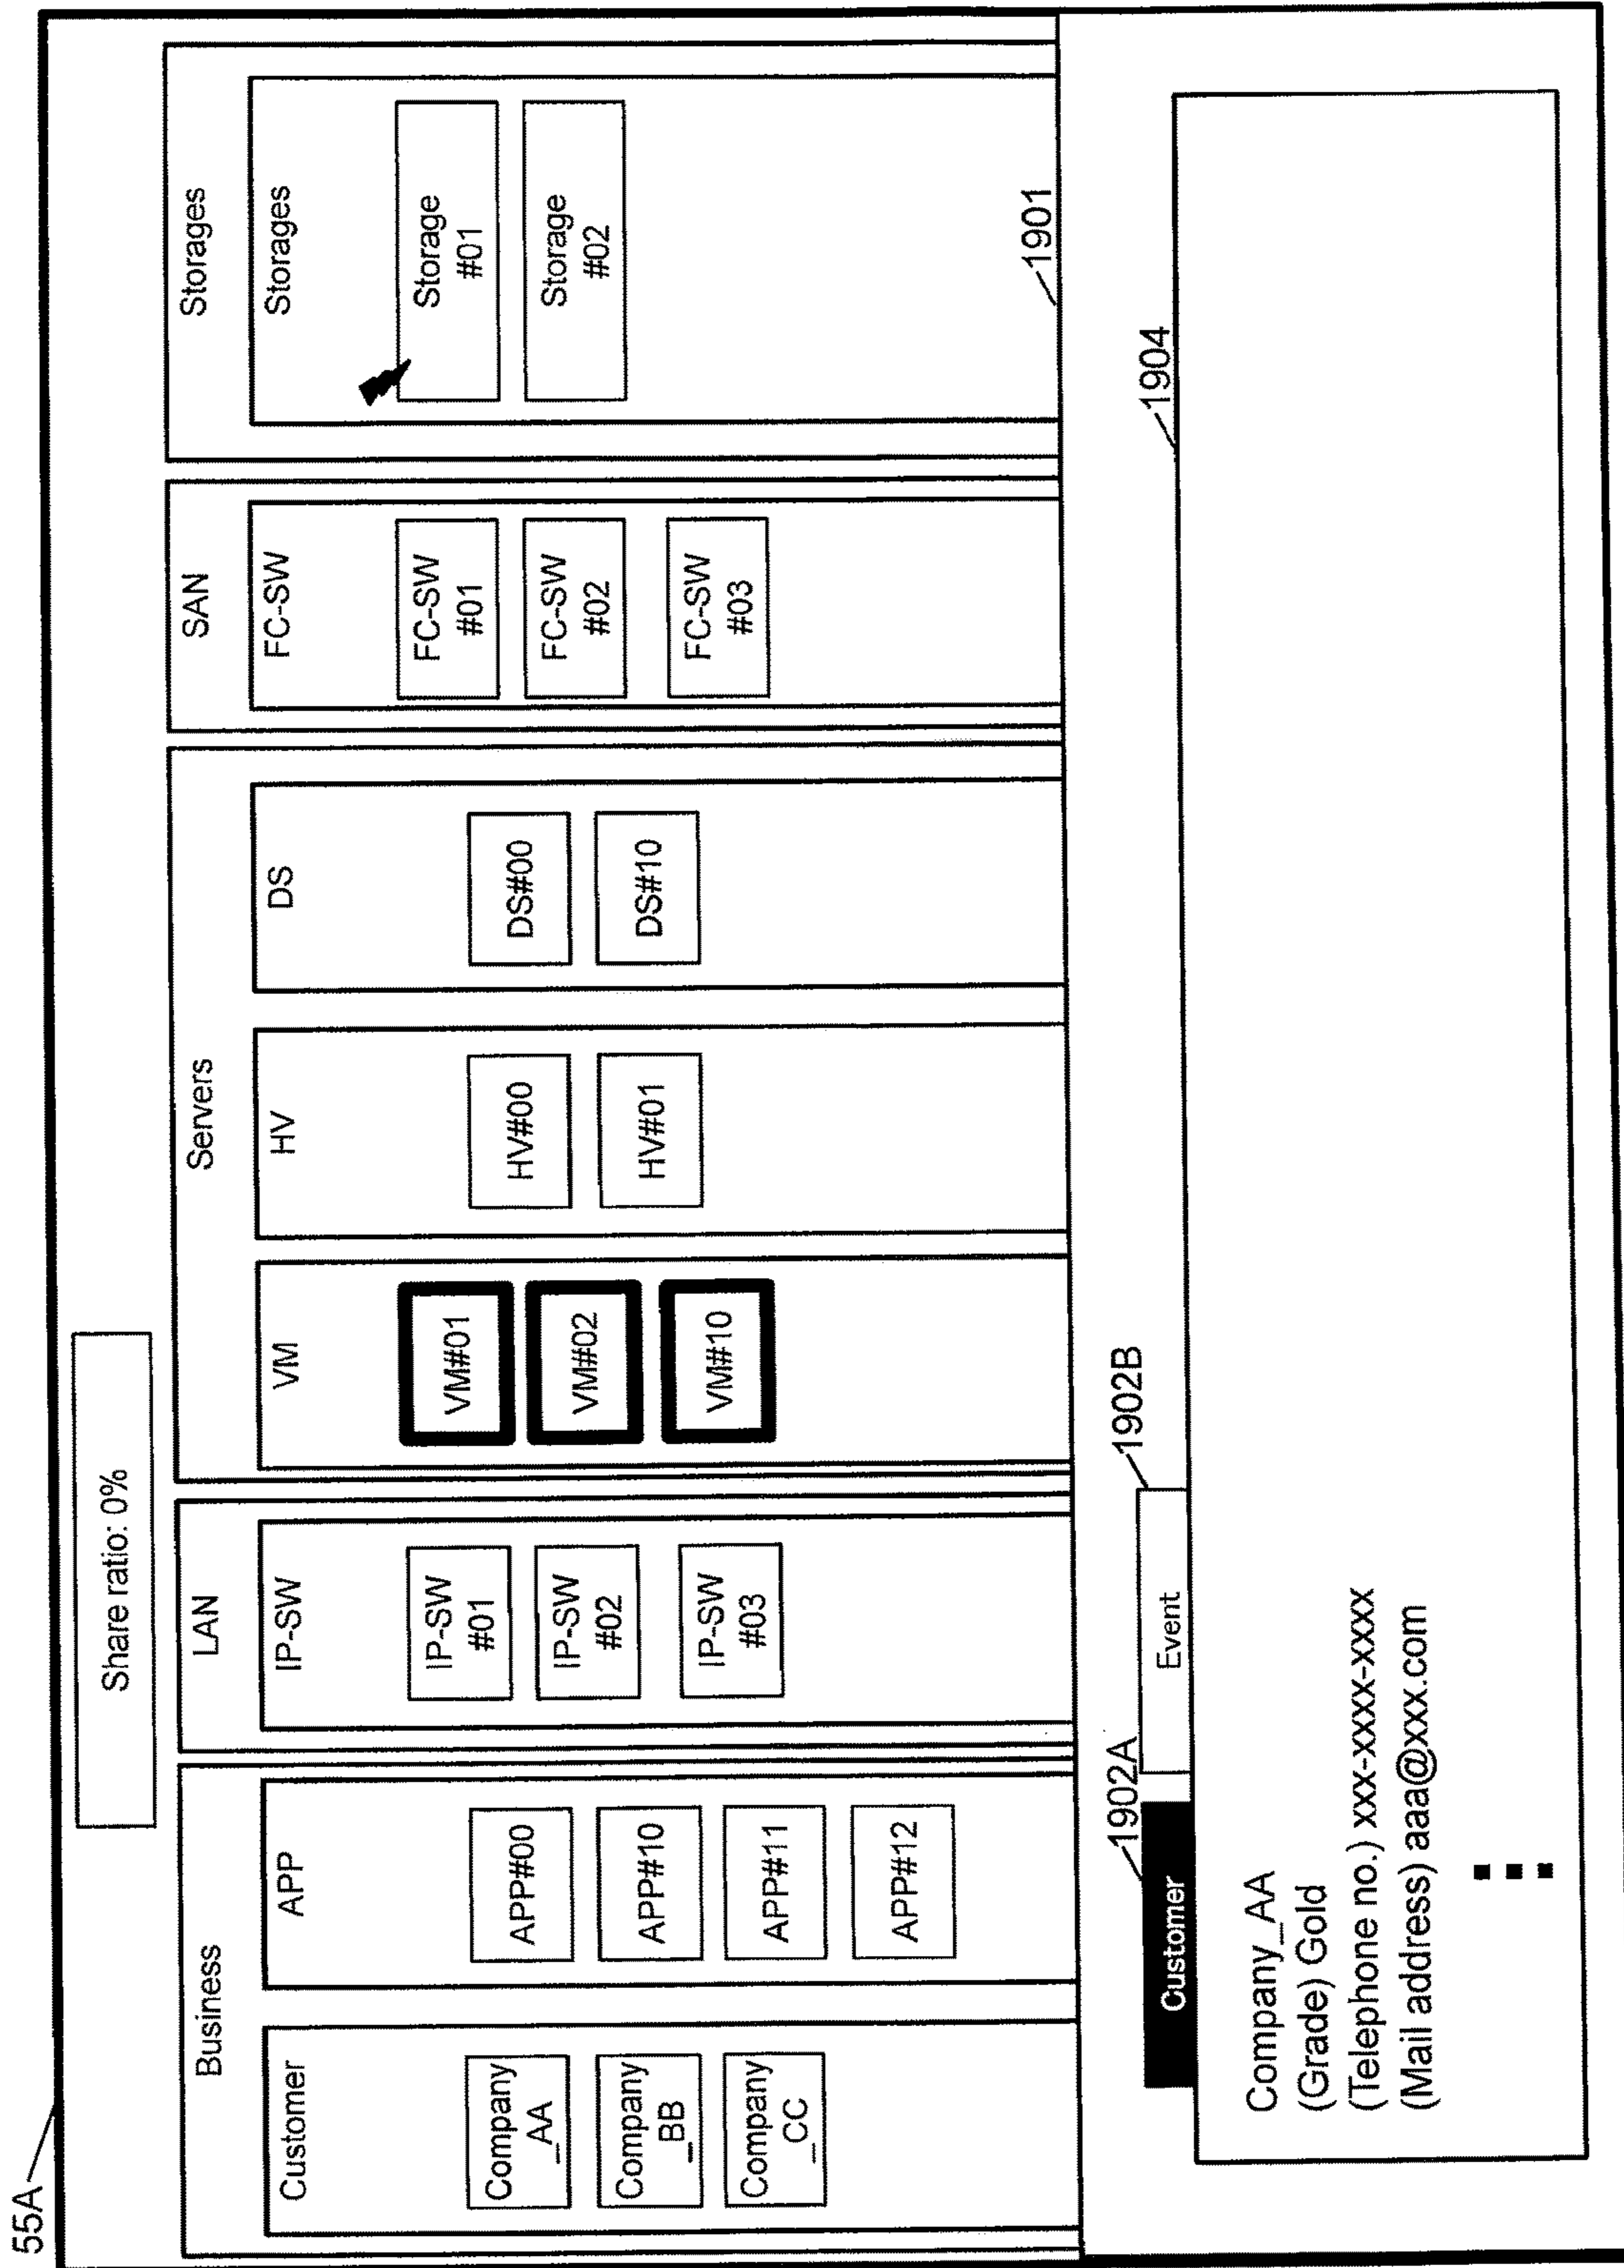 55A
Share ratio: 0%
Business
LAN
Servers
SAN
Storages
Customer
APP
IP-SW
VM
HV
DS
FC-SW
Storages
Company
_AA
Company
_BB
Company
_CC
APP#00
APP#10
APP#11
APP#12
IP-SW
#01
IP-SW
#02
IP-SW
#03
VM#01
VM#02
VM#10
HV#00
HV#01
DS#00
DS#10
FC-SW
#01
FC-SW
#02
FC-SW
#03
Storage
#01
Storage
#02
1901
1902A
1902B
1904
Customer
Event
Company_AA
(Grade) Gold
(Telephone no.) xxx-xxxx-xxxx
(Mail address) aaa@xxx.com